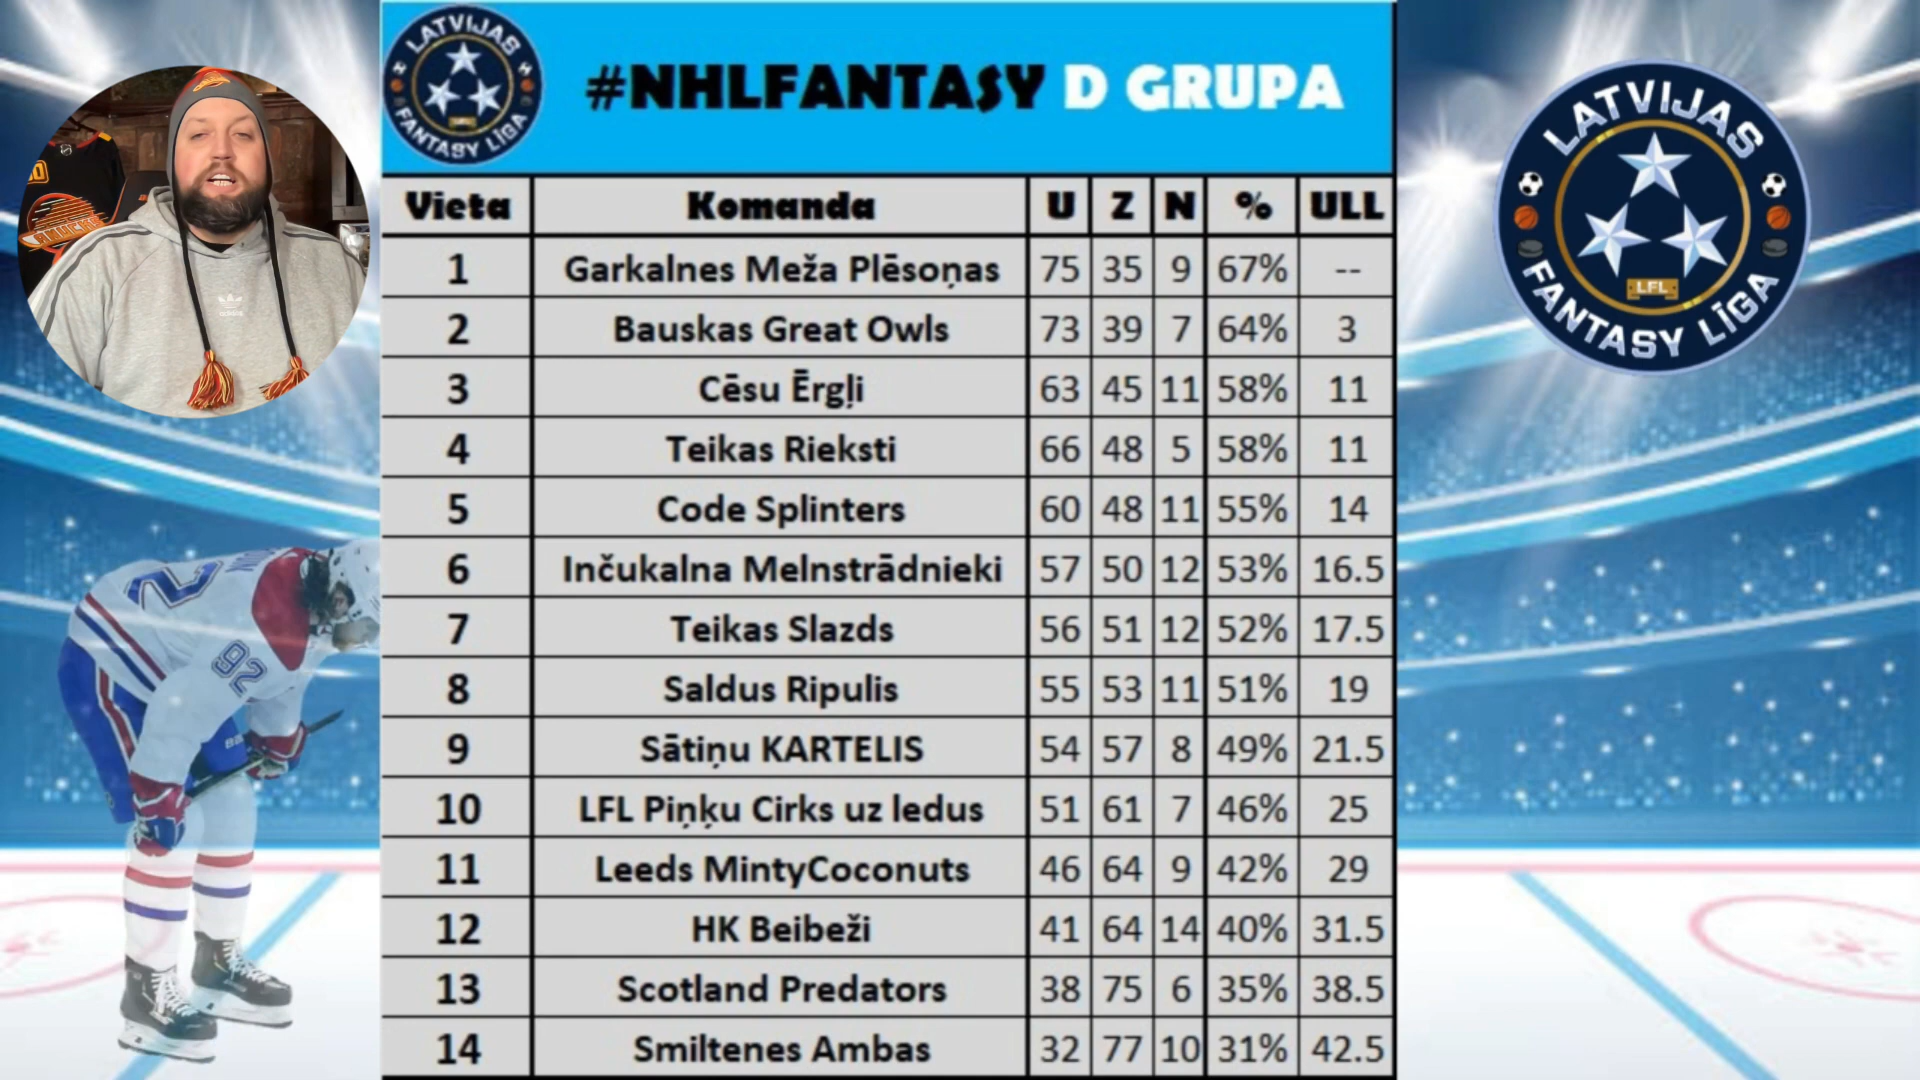 LATVIJAS
FANTASY LĪGA
#NHLFANTASY D GRUPA
Vieta Komanda U Z N % ULL
1 Garkalnes Meža Plēsoņas 75 35 9 67% --
2 Bauskas Great Owls 73 39 7 64% 3
3 Cēsu Ērgļi 63 45 11 58% 11
4 Teikas Rieksti 66 48 5 58% 11
5 Code Splinters 60 48 11 55% 14
6 Inčukalna Melnstrādnieki 57 50 12 53% 16.5
7 Teikas Slazds 56 51 12 52% 17.5
8 Saldus Ripulis 55 53 11 51% 19
9 Sātiņu KARTELIS 54 57 8 49% 21.5
10 LFL Piņķu Cirks uz ledus 51 61 7 46% 25
11 Leeds MintyCoconuts 46 64 9 42% 29
12 HK Beibeži 41 64 14 40% 31.5
13 Scotland Predators 38 75 6 35% 38.5
14 Smiltenes Ambas 32 77 10 31% 42.5
LATVIJAS
LFL
FANTASY LĪGA
92